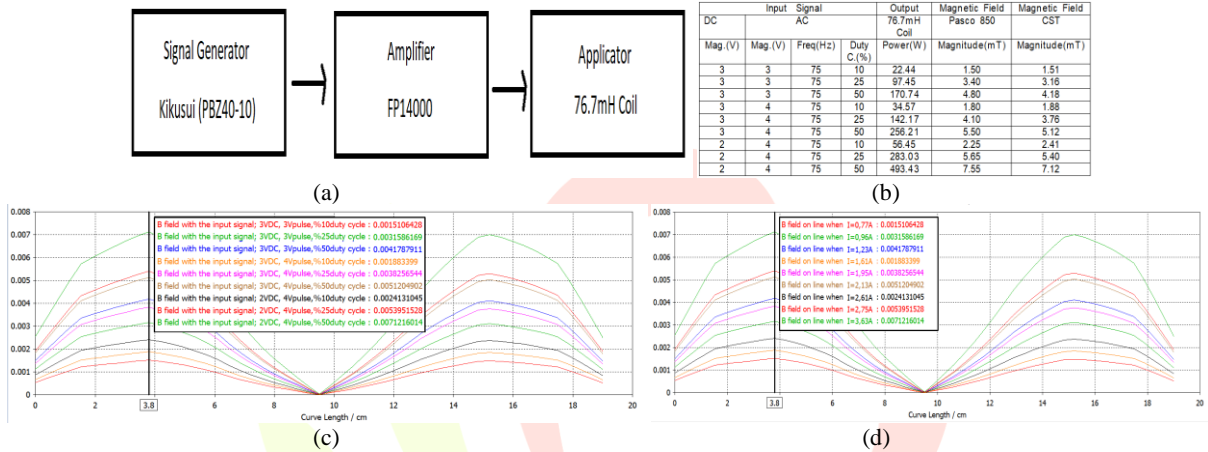 Signal Generator
Kikusui (PBZ40-10)
Amplifier
FP14000
Applicator
76.7mH Coil
(a)
Input Signal Output Magnetic Field Magnetic Field
DC AC 76.7mH Pasco 850 CST
Coil
Mag.(V) Mag.(V) Freq(Hz) Duty Power(W) Magnitude(mT) Magnitude(mT)
C.(%)
3 3 75 10 22.44 1.50 1.51
3 3 75 25 97.45 3.40 3.16
3 3 75 50 170.74 4.80 4.18
3 4 75 10 34.57 1.80 1.88
3 4 75 25 142.17 4.10 3.76
3 4 75 50 256.21 5.50 5.12
2 4 75 10 56.45 2.25 2.41
2 4 75 25 283.03 5.65 5.40
2 4 75 50 493.43 7.55 7.12
(b)
0.008
0.007
0.006
0.005
0.004
0.003
0.002
0.001
0
B field with the input signal; 3VDC, 3Vpulse,%10duty cycle : 0.0015106428
B field with the input signal; 3VDC, 3Vpulse,%25duty cycle : 0.0031586169
B field with the input signal; 3VDC, 3Vpulse,%50duty cycle : 0.0041787911
B field with the input signal; 3VDC, 4Vpulse,%10duty cycle : 0.001883399
B field with the input signal; 3VDC, 4Vpulse,%25duty cycle : 0.0038256544
B field with the input signal; 3VDC, 4Vpulse,%50duty cycle : 0.0051204902
B field with the input signal; 2VDC, 4Vpulse,%10duty cycle : 0.0024131045
B field with the input signal; 2VDC, 4Vpulse,%25duty cycle : 0.0053951528
B field with the input signal; 2VDC, 4Vpulse,%50duty cycle : 0.0071216014
0 2 3.8 4 6 8 10 12 14 16 18 20
Curve Length / cm
(c)
0.008
0.007
0.006
0.005
0.004
0.003
0.002
0.001
0
B field on line when I=0,77A : 0.0015106428
B field on line when I=0,96A : 0.0031586169
B field on line when I=1,23A : 0.0041787911
B field on line when I=1,61A : 0.001883399
B field on line when I=1,95A : 0.0038256544
B field on line when I=2,13A : 0.0051204902
B field on line when I=2,61A : 0.0024131045
B field on line when I=2,75A : 0.0053951528
B field on line when I=3,63A : 0.0071216014
0 2 3.8 4 6 8 10 12 14 16 18 20
Curve Length / cm
(d)